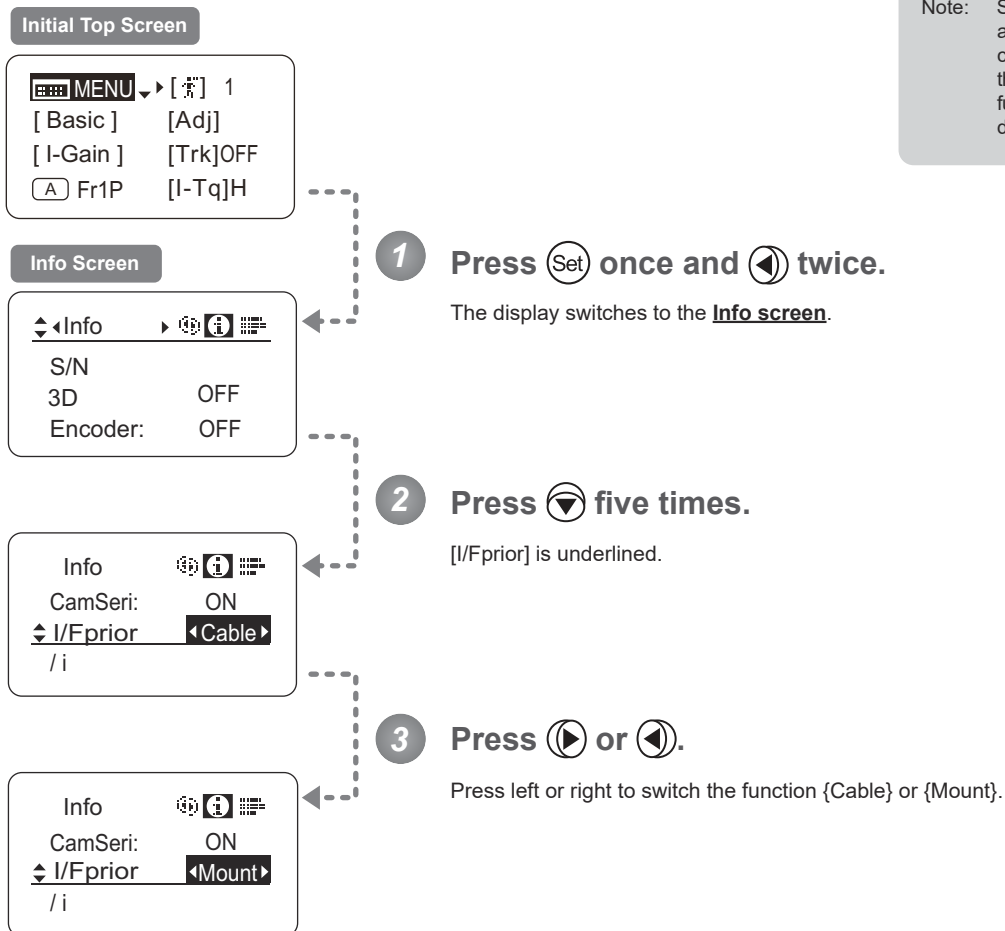 Initial Top Screen
Note:
MENU [ ] 1
[ Basic ] [Adj]
[ I-Gain ] [Trk]OFF
A Fr1P [I-Tq]H
Info Screen
Info
S/N
3D OFF
Encoder: OFF
1 Press Set once and twice.
The display switches to the Info screen.
2 Press five times.
[I/Fprior] is underlined.
Info
CamSeri: ON
I/Fprior Cable
/ i
3 Press or .
Press left or right to switch the function {Cable} or {Mount}.
Info
CamSeri: ON
I/Fprior Mount
/ i